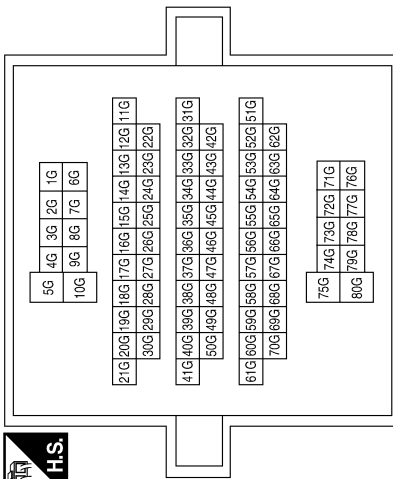 H.S.
5G 4G 3G 2G 1G
10G 9G 8G 7G 6G
21G 20G 19G 18G 17G 16G 15G 14G 13G 12G 11G
30G 29G 28G 27G 26G 25G 24G 23G 22G
41G 40G 39G 38G 37G 36G 35G 34G 33G 32G 31G
50G 49G 48G 47G 46G 45G 44G 43G 42G
61G 60G 59G 58G 57G 56G 55G 54G 53G 52G 51G
70G 69G 68G 67G 66G 65G 64G 63G 62G
75G 74G 73G 72G 71G
80G 79G 78G 77G 76G